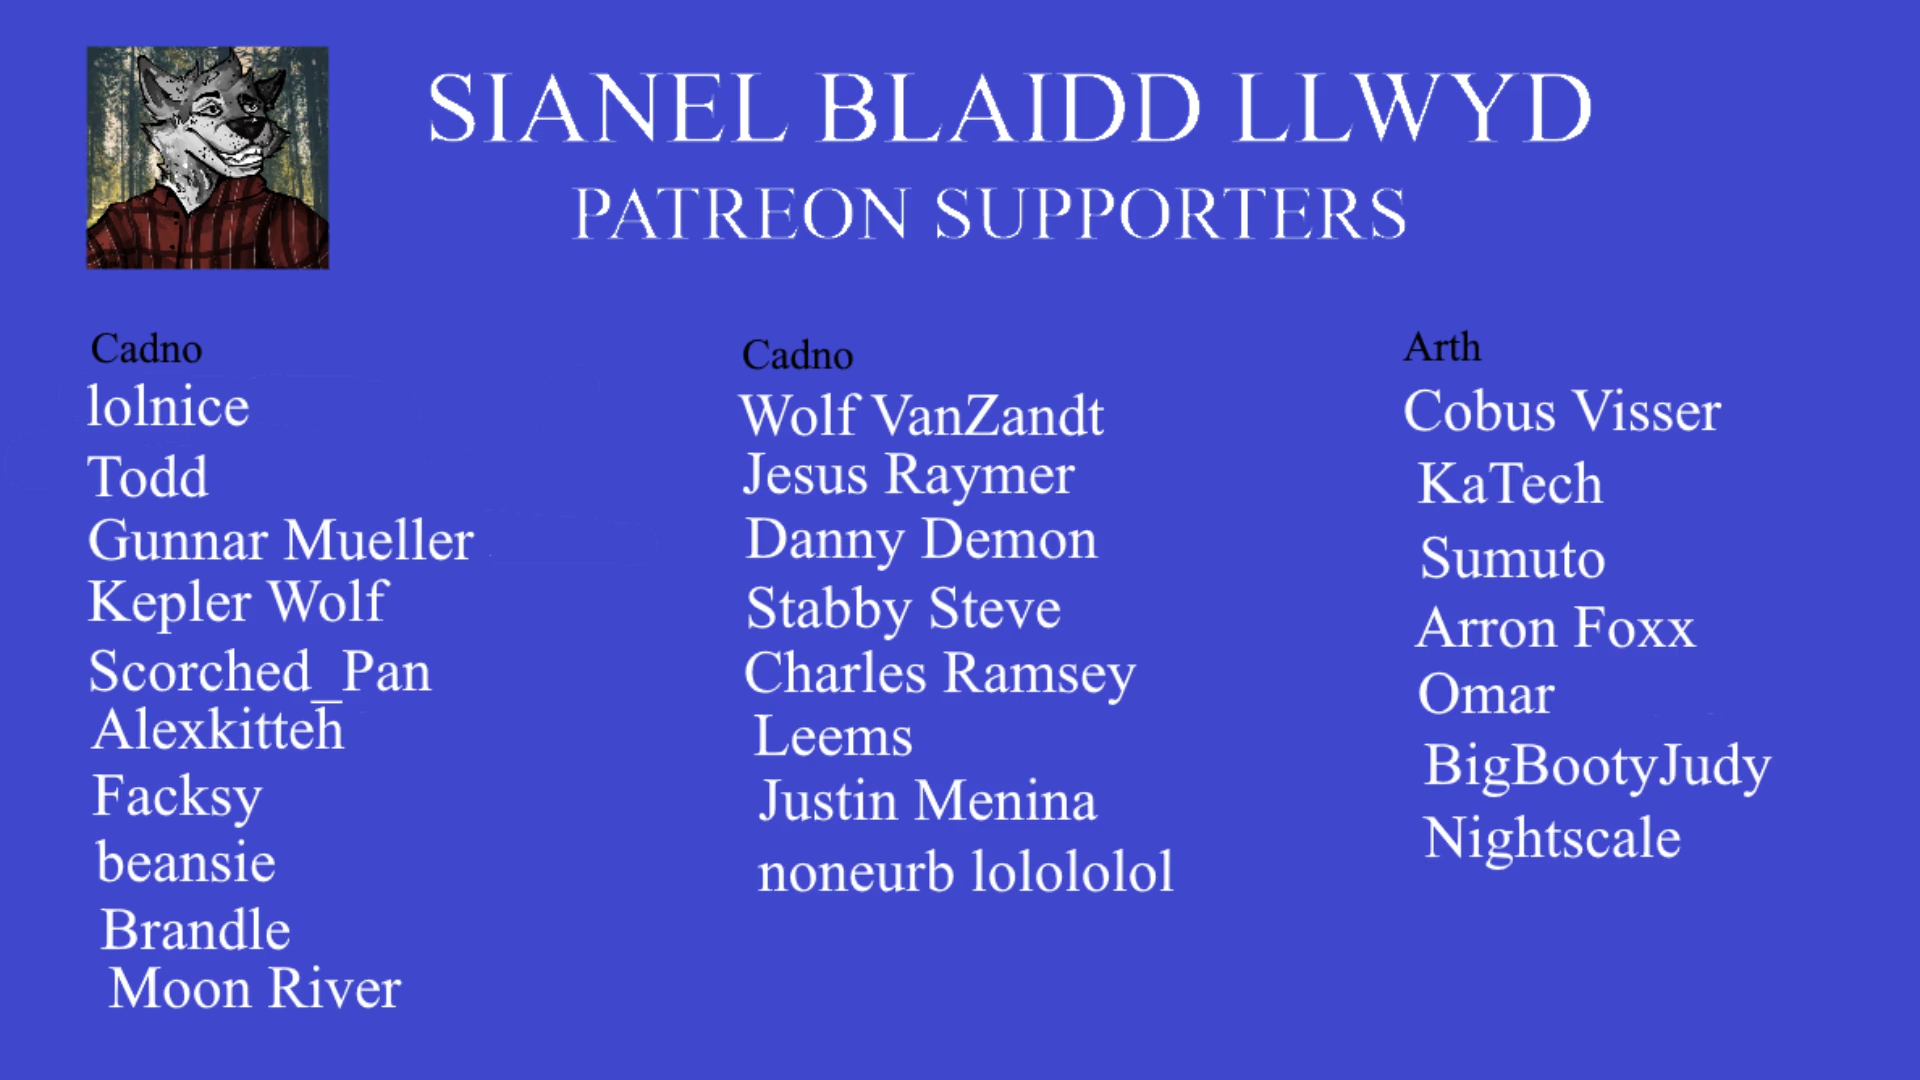 SIANEL BLAIDD LLWYD
PATREON SUPPORTERS
Cadno
lolnice
Todd
Gunnar Mueller
Kepler Wolf
Scorched_Pan
Alexkitteh
Facksy
beansie
Brandle
Moon River
Cadno
Wolf VanZandt
Jesus Raymer
Danny Demon
Stabby Steve
Charles Ramsey
Leems
Justin Menina
noneurb lolololol
Arth
Cobus Visser
KaTech
Sumuto
Arron Foxx
Omar
BigBootyJudy
Nightscale